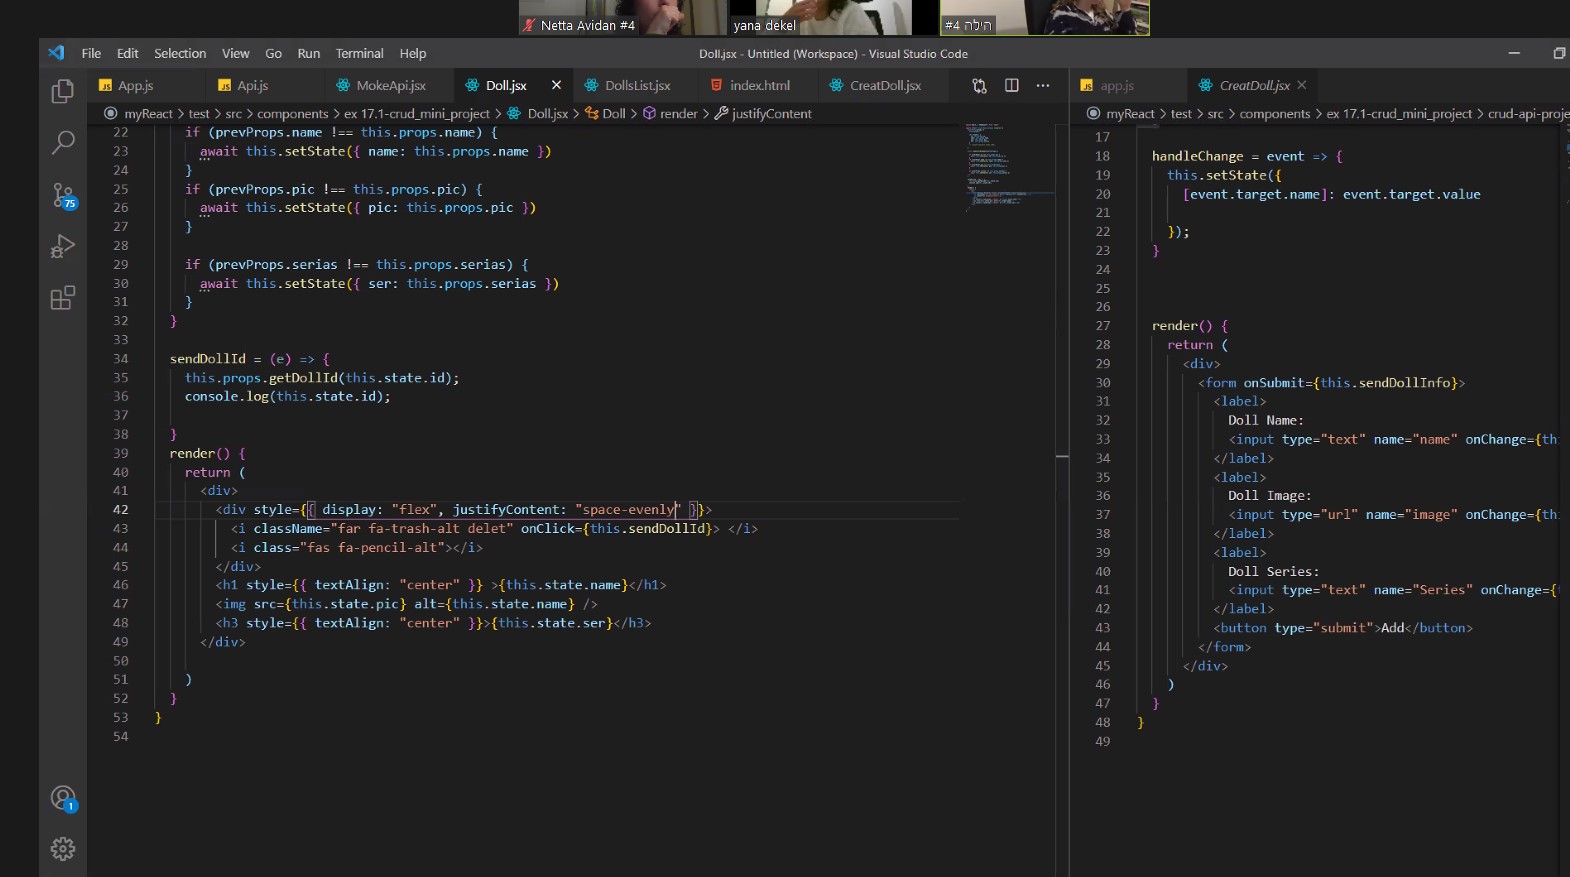 Netta Avidan #4
yana dekel
#4 הילה
File Edit Selection View Go Run Terminal Help
Doll.jsx - Untitled (Workspace) - Visual Studio Code
JS App.js
JS Api.js
MokeApi.jsx
Doll.jsx
DollsList.jsx
index.html
CreatDoll.jsx
JS app.js
CreatDoll.jsx
myReact > test > src > components > ex 17.1-crud_mini_project > Doll.jsx > Doll > render > justifyContent
22 if (prevProps.name !== this.props.name) {
23 await this.setState({ name: this.props.name })
24 }
25 if (prevProps.pic !== this.props.pic) {
26 await this.setState({ pic: this.props.pic })
27 }
28
29 if (prevProps.serias !== this.props.serias) {
30 await this.setState({ ser: this.props.serias })
31 }
32 }
33
34 sendDollId = (e) => {
35 this.props.getDollId(this.state.id);
36 console.log(this.state.id);
37
38 }
39 render() {
40 return (
41 <div>
42 <div style={{ display: "flex", justifyContent: "space-evenly" }}>
43 <i className="far fa-trash-alt delet" onClick={this.sendDollId}> </i>
44 <i class="fas fa-pencil-alt"></i>
45 </div>
46 <h1 style={{ textAlign: "center" }} >{this.state.name}</h1>
47 <img src={this.state.pic} alt={this.state.name} />
48 <h3 style={{ textAlign: "center" }}>{this.state.ser}</h3>
49 </div>
50
51 )
52 }
53 }
54
myReact > test > src > components > ex 17.1-crud_mini_project > crud-api-proje
17
18 handleChange = event => {
19 this.setState({
20 [event.target.name]: event.target.value
21
22 });
23 }
24
25
26
27 render() {
28 return (
29 <div>
30 <form onSubmit={this.sendDollInfo}>
31 <label>
32 Doll Name:
33 <input type="text" name="name" onChange={thi
34 </label>
35 <label>
36 Doll Image:
37 <input type="url" name="image" onChange={thi
38 </label>
39 <label>
40 Doll Series:
41 <input type="text" name="Series" onChange={t
42 </label>
43 <button type="submit">Add</button>
44 </form>
45 </div>
46 )
47 }
48 }
49
75
1